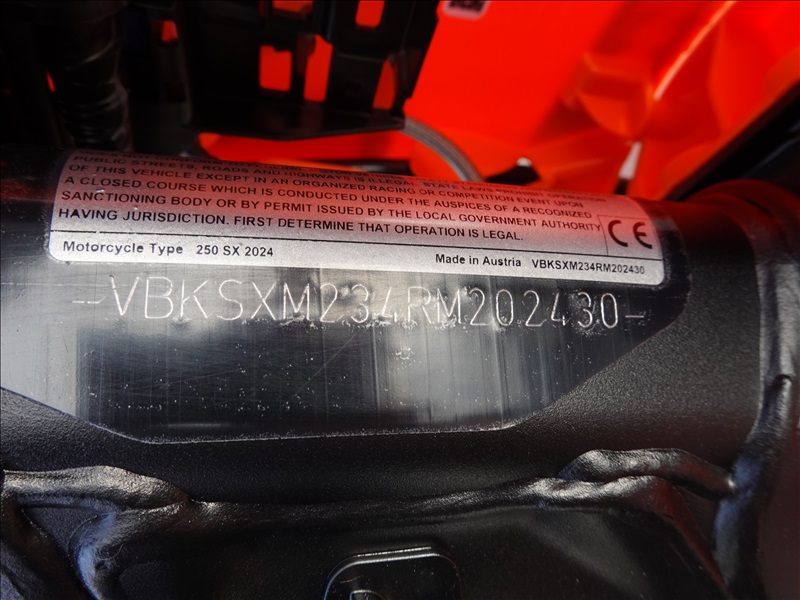 PUBLIC STREETS, ROADS AND HIGHWAYS IS ILLEGAL. STATE LAWS PROHIBIT OPERATION
OF THIS VEHICLE EXCEPT IN AN ORGANIZED RACING OR COMPETITION EVENT UPON
A CLOSED COURSE WHICH IS CONDUCTED UNDER THE AUSPICES OF A RECOGNIZED
SANCTIONING BODY OR BY PERMIT ISSUED BY THE LOCAL GOVERNMENT AUTHORITY
HAVING JURISDICTION. FIRST DETERMINE THAT OPERATION IS LEGAL.
CE
Motorcycle Type 250 SX 2024
Made in Austria VBKSXM234RM202430
-VBKSXM234RM202430-